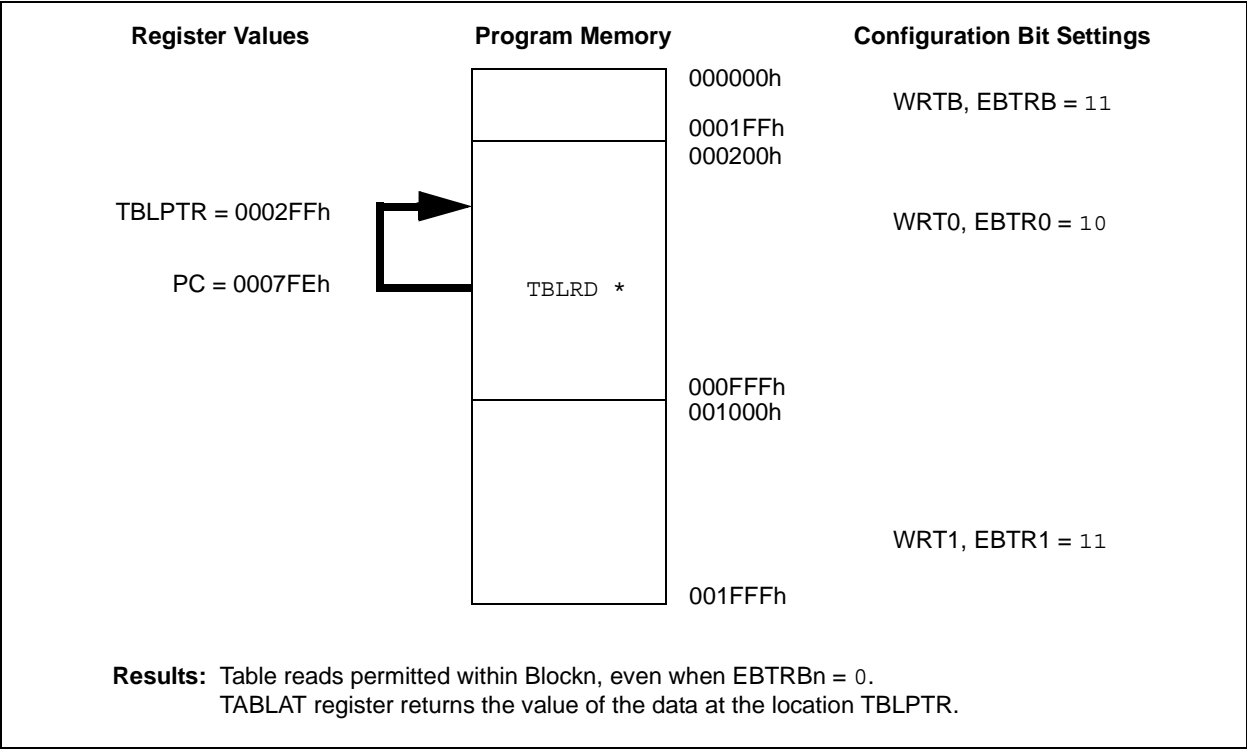 Register Values Program Memory Configuration Bit Settings
000000h
WRTB, EBTRB = 11
0001FFh
000200h
TBLPTR = 0002FFh
WRT0, EBTR0 = 10
PC = 0007FEh
TBLRD *
000FFFh
001000h
WRT1, EBTR1 = 11
001FFFh
Results: Table reads permitted within Blockn, even when EBTRBn = 0.
TABLAT register returns the value of the data at the location TBLPTR.